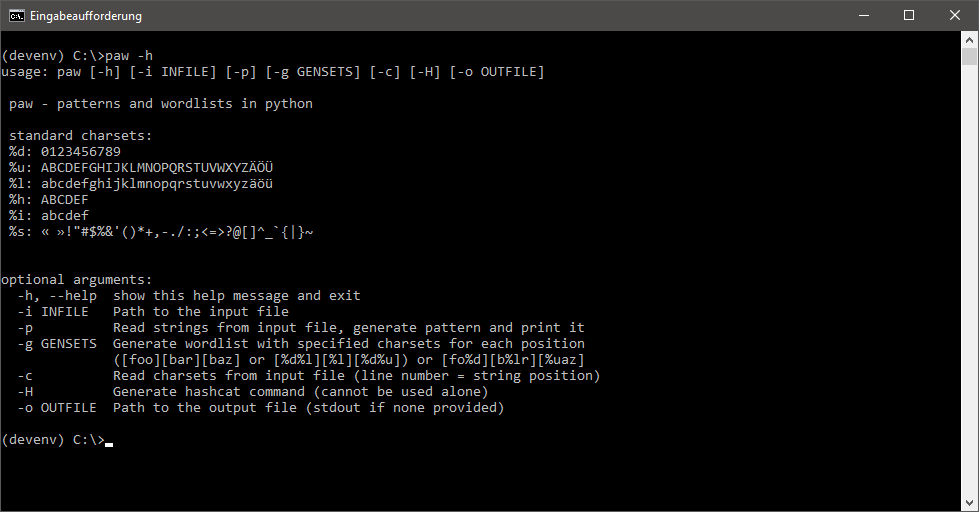 Eingabeaufforderung
(devenv) C:\>paw -h
usage: paw [-h] [-i INFILE] [-p] [-g GENSETS] [-c] [-H] [-o OUTFILE]
paw - patterns and wordlists in python
standard charsets:
%d: 0123456789
%u: ABCDEFGHIJKLMNOPQRSTUVWXYZÄÖÜ
%l: abcdefghijklmnopqrstuvwxyzäöü
%h: ABCDEF
%i: abcdef
%s: « »!"#$%&'()*+,-./:;<=>?@[]^_`{|}~
optional arguments:
-h, --help  show this help message and exit
-i INFILE   Path to the input file
-p          Read strings from input file, generate pattern and print it
-g GENSETS  Generate wordlist with specified charsets for each position
([foo][bar][baz] or [%d%l][%l][%d%u]) or [fo%d][b%lr][%uaz]
-c          Read charsets from input file (line number = string position)
-H          Generate hashcat command (cannot be used alone)
-o OUTFILE  Path to the output file (stdout if none provided)
(devenv) C:\>